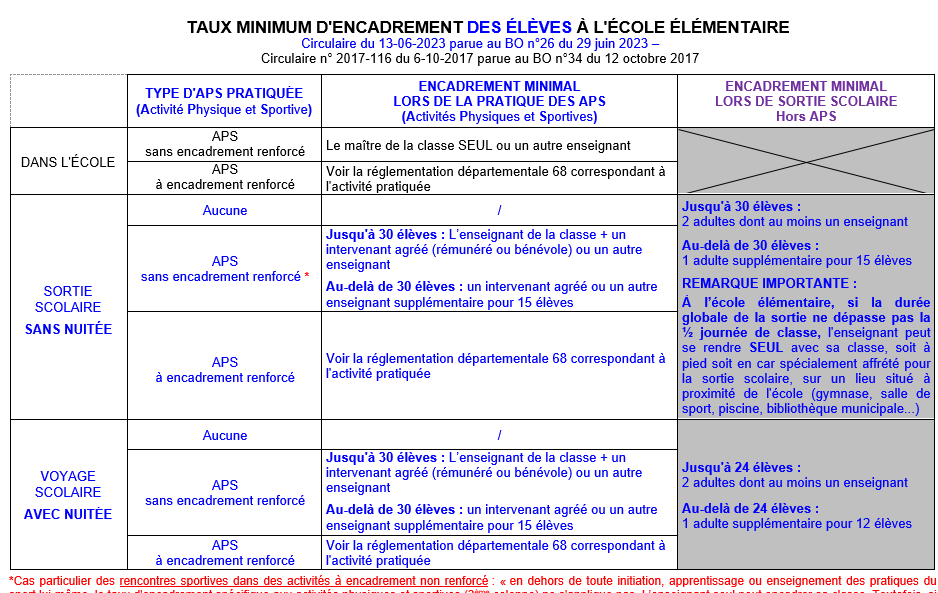 TAUX MINIMUM D'ENCADREMENT DES ÉLÈVES À L'ÉCOLE ÉLÉMENTAIRE
Circulaire du 13-06-2023 parue au BO n°26 du 29 juin 2023 –
Circulaire n° 2017-116 du 6-10-2017 parue au BO n°34 du 12 octobre 2017
TYPE D'APS PRATIQUÉE
(Activité Physique et Sportive)
ENCADREMENT MINIMAL
LORS DE LA PRATIQUE DES APS
(Activités Physiques et Sportives)
ENCADREMENT MINIMAL
LORS DE SORTIE SCOLAIRE
Hors APS
DANS L'ÉCOLE
APS
sans encadrement renforcé
Le maître de la classe SEUL ou un autre enseignant
APS
à encadrement renforcé
Voir la réglementation départementale 68 correspondant à
l'activité pratiquée
SORTIE
SCOLAIRE
SANS NUITÉE
Aucune
/
APS
sans encadrement renforcé *
Jusqu'à 30 élèves : L'enseignant de la classe + un
intervenant agréé (rémunéré ou bénévole) ou un autre
enseignant
Au-delà de 30 élèves : un intervenant agréé ou un autre
enseignant supplémentaire pour 15 élèves
APS
à encadrement renforcé
Voir la réglementation départementale 68 correspondant à
l'activité pratiquée
Jusqu'à 30 élèves :
2 adultes dont au moins un enseignant
Au-delà de 30 élèves :
1 adulte supplémentaire pour 15 élèves
REMARQUE IMPORTANTE :
À l'école élémentaire, si la durée
globale de la sortie ne dépasse pas la
½ journée de classe, l'enseignant peut
se rendre SEUL avec sa classe, soit à
pied soit en car spécialement affrété pour
la sortie scolaire, sur un lieu situé à
proximité de l'école (gymnase, salle de
sport, piscine, bibliothèque municipale...)
VOYAGE
SCOLAIRE
AVEC NUITÉE
Aucune
/
APS
sans encadrement renforcé
Jusqu'à 30 élèves : L'enseignant de la classe + un
intervenant agréé (rémunéré ou bénévole) ou un autre
enseignant
Au-delà de 30 élèves : un intervenant agréé ou un autre
enseignant supplémentaire pour 15 élèves
APS
à encadrement renforcé
Voir la réglementation départementale 68 correspondant à
l'activité pratiquée
Jusqu'à 24 élèves :
2 adultes dont au moins un enseignant
Au-delà de 24 élèves :
1 adulte supplémentaire pour 12 élèves
*Cas particulier des rencontres sportives dans des activités à encadrement non renforcé : « en dehors de toute initiation, apprentissage ou enseignement des pratiques du